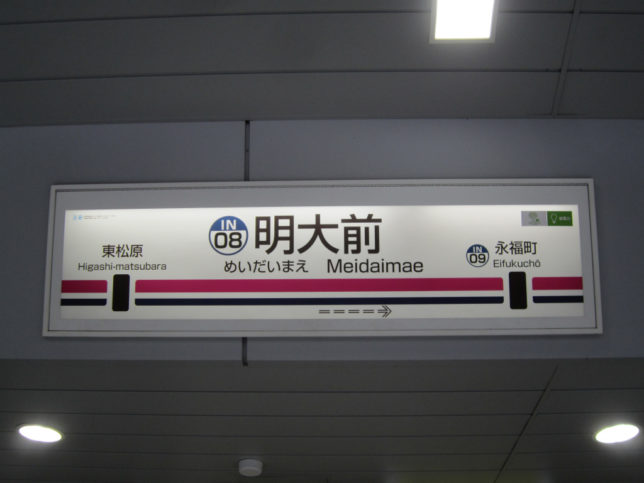 IN
08
明大前
めいだいまえ Meidaimae
東松原
Higashi-matsubara
IN
09
永福町
Eifukuchō